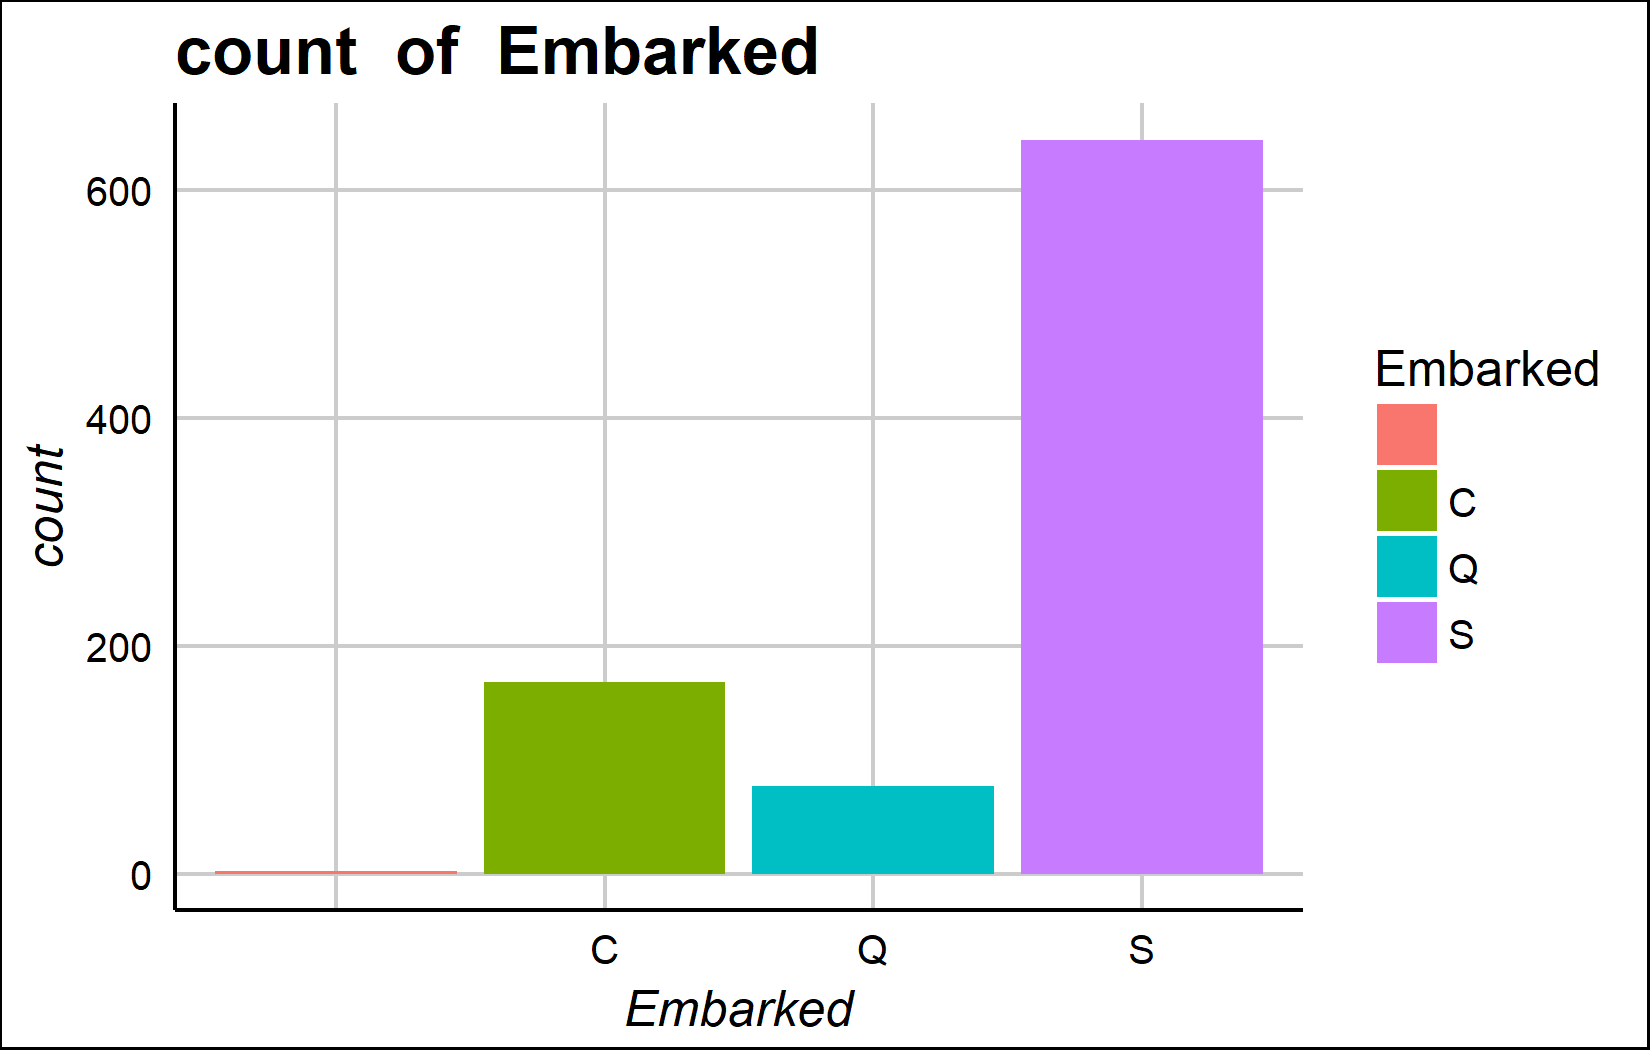 count of Embarked
600
400
200
0
count
C Q S
Embarked
Embarked
C
Q
S